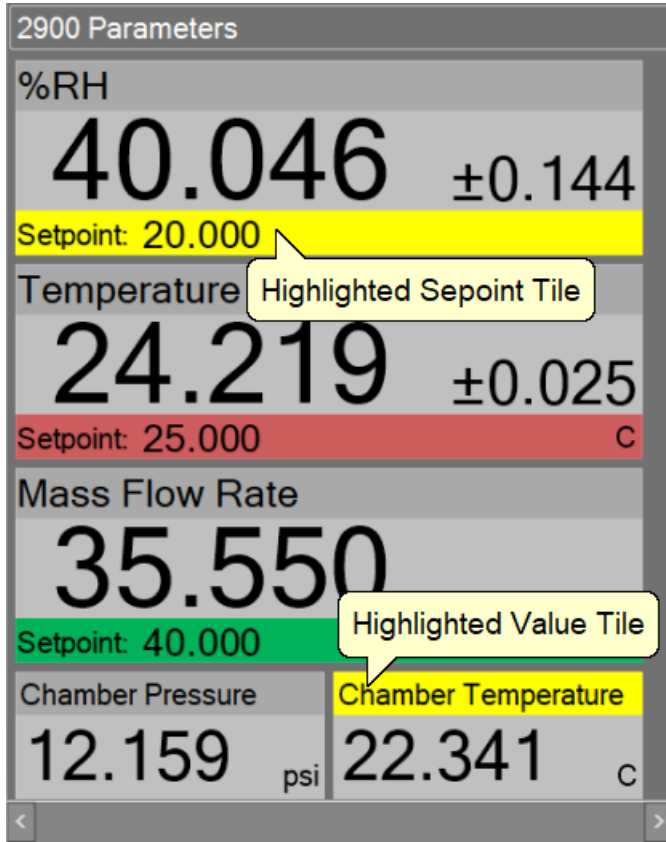 2900 Parameters
%RH
40.046 ±0.144
Setpoint: 20.000
Highlighted Sepoint Tile
Temperature
24.219 ±0.025
Setpoint: 25.000 C
Mass Flow Rate
35.550
Highlighted Value Tile
Setpoint: 40.000
Chamber Pressure
12.159 psi
Chamber Temperature
22.341 C